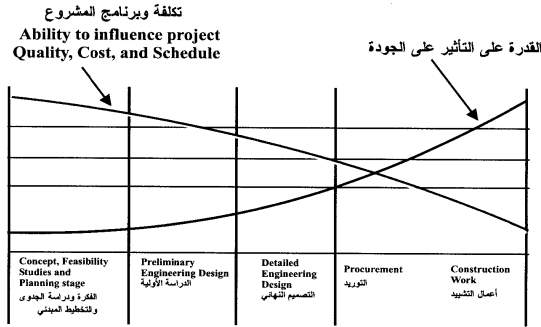 تكلفة وبرنامج المشروع
Ability to influence project
Quality, Cost, and Schedule
القدرة على التأثير على الجودة
Concept, Feasibility
Studies and
Planning stage
الفكرة ودراسة الجدوى
والتخطيط المبدئي
Preliminary
Engineering Design
الدراسة الأولية
Detailed
Engineering
Design
التصميم النهائي
Procurement
التوريد
Construction
Work
أعمال التشييد